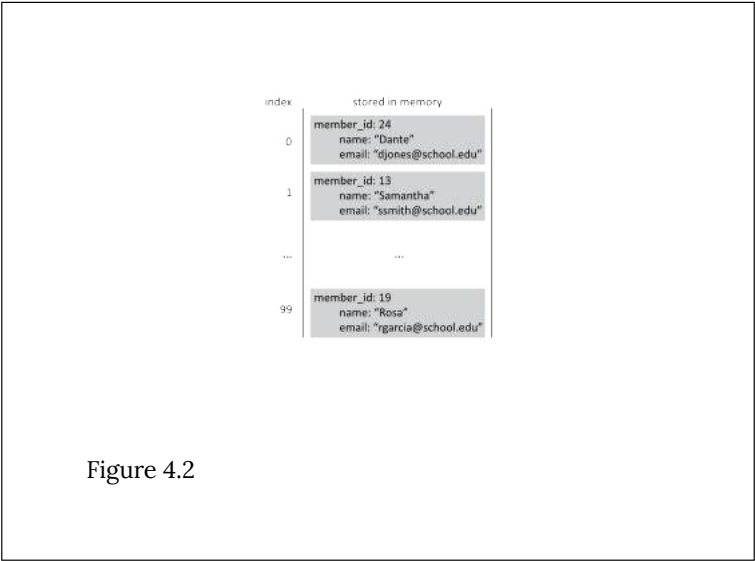 index stored in memory
0
member_id: 24
name: “Dante”
email: “djones@school.edu”
1
member_id: 13
name: “Samantha”
email: “ssmith@school.edu”
... ...
99
member_id: 19
name: “Rosa”
email: “rgarcia@school.edu”
Figure 4.2